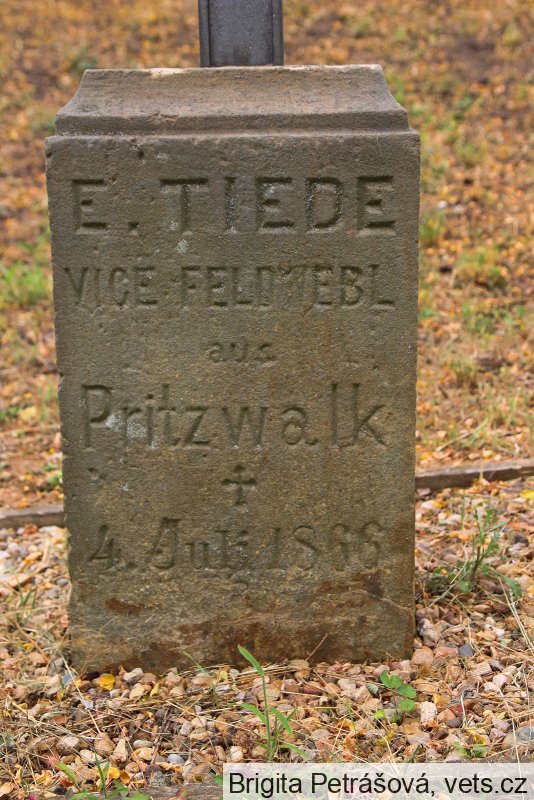 E. TIEDE
VICE FELDWEBL
aus
Pritzwalk
✝
4. Juli 1866
Brigita Petrášová, vets.cz